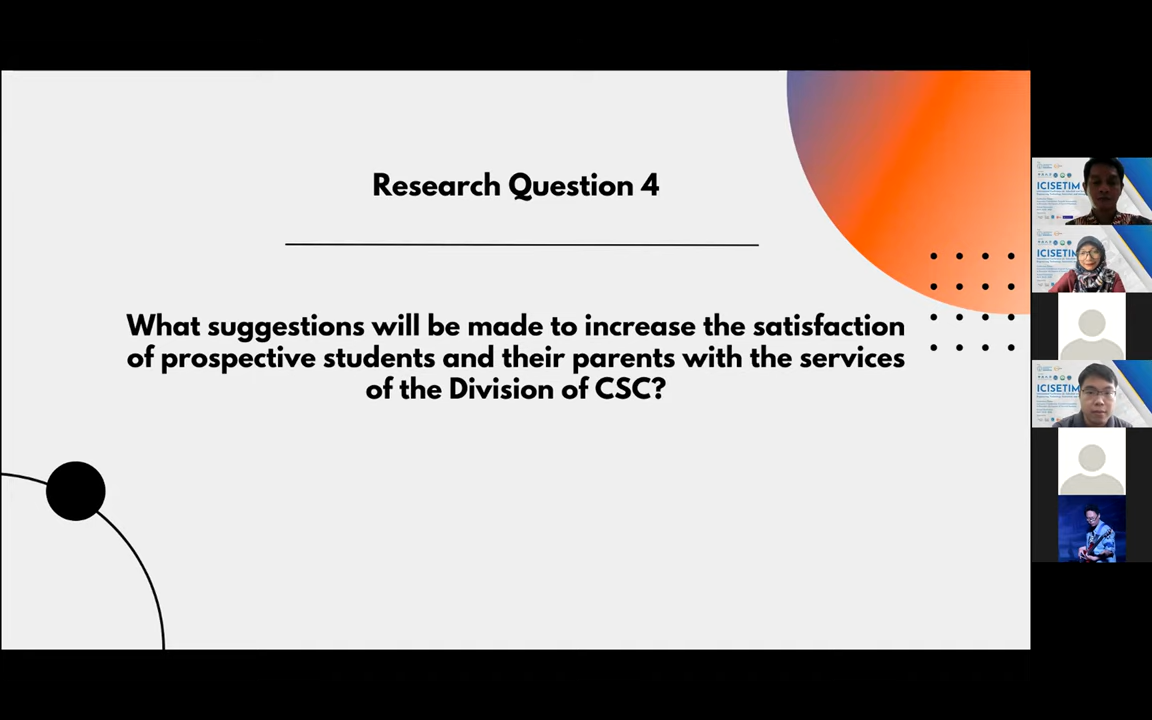 Research Question 4
What suggestions will be made to increase the satisfaction
of prospective students and their parents with the services
of the Division of CSC?
ICISETIM
ICISETIM
ICISETIM